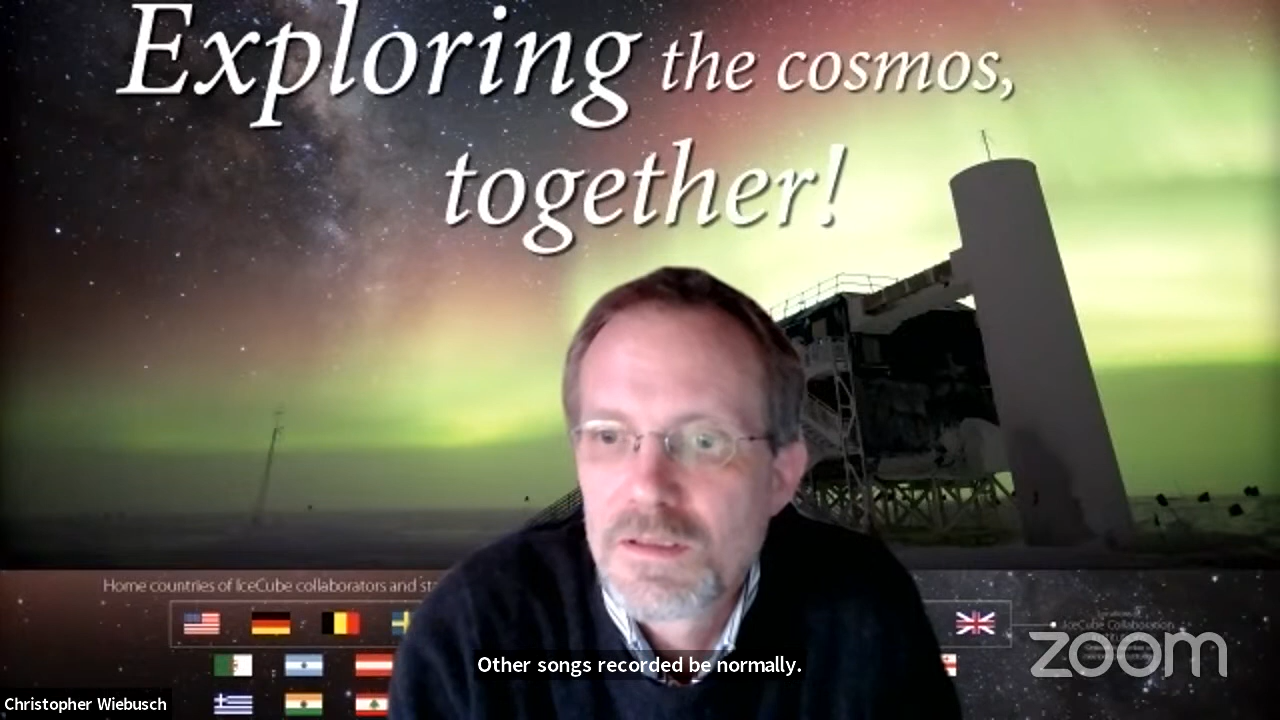 Exploring the cosmos,
together!
Home countries of IceCube collaborators and
IceCube Collaboration
zoom
Other songs recorded be normally.
Christopher Wiebusch